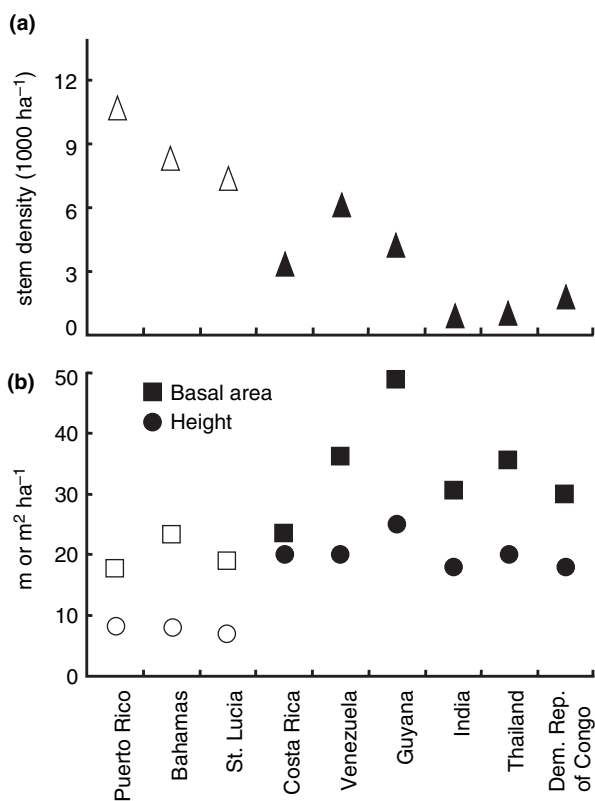 (a)
stem density (1000 ha⁻¹)
12
9
6
3
0
(b)
m or m² ha⁻¹
50
40
30
20
10
0
Basal area
Height
Puerto Rico
Bahamas
St. Lucia
Costa Rica
Venezuela
Guyana
India
Thailand
Dem. Rep.
of Congo